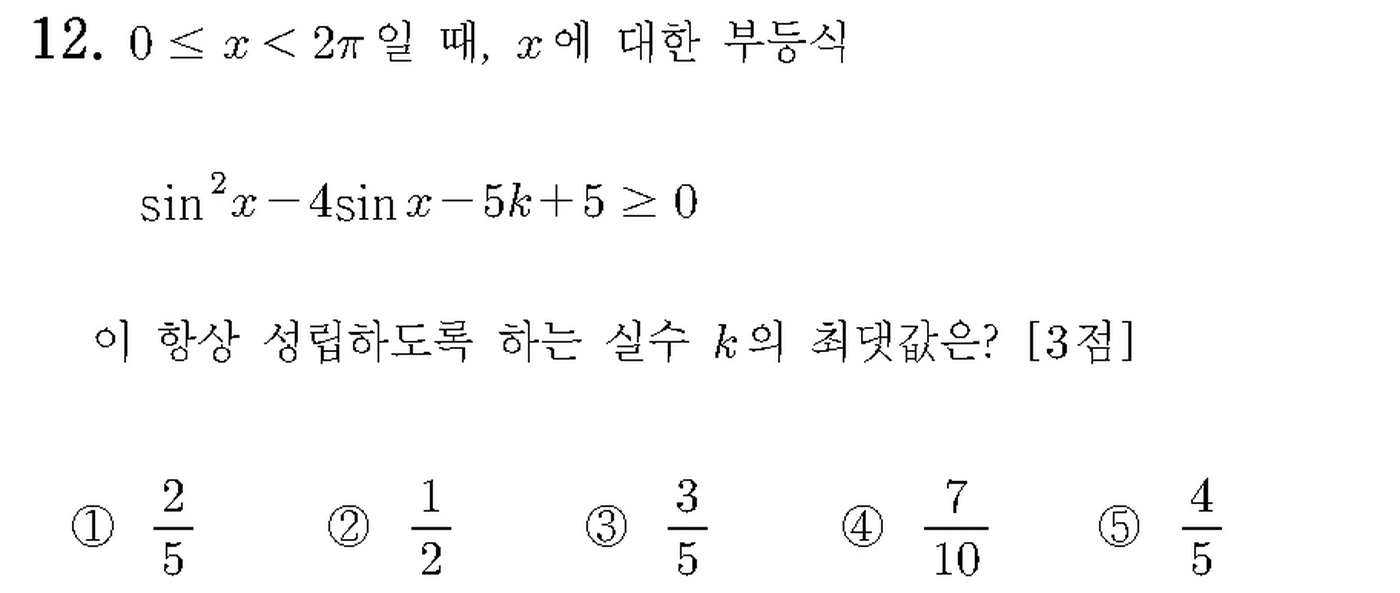 12. 0 ≤ x < 2π 일 때, x에 대한 부등식
sin²x − 4sin x − 5k + 5 ≥ 0
이 항상 성립하도록 하는 실수 k의 최댓값은? [3점]
① 2/5 ② 1/2 ③ 3/5 ④ 7/10 ⑤ 4/5